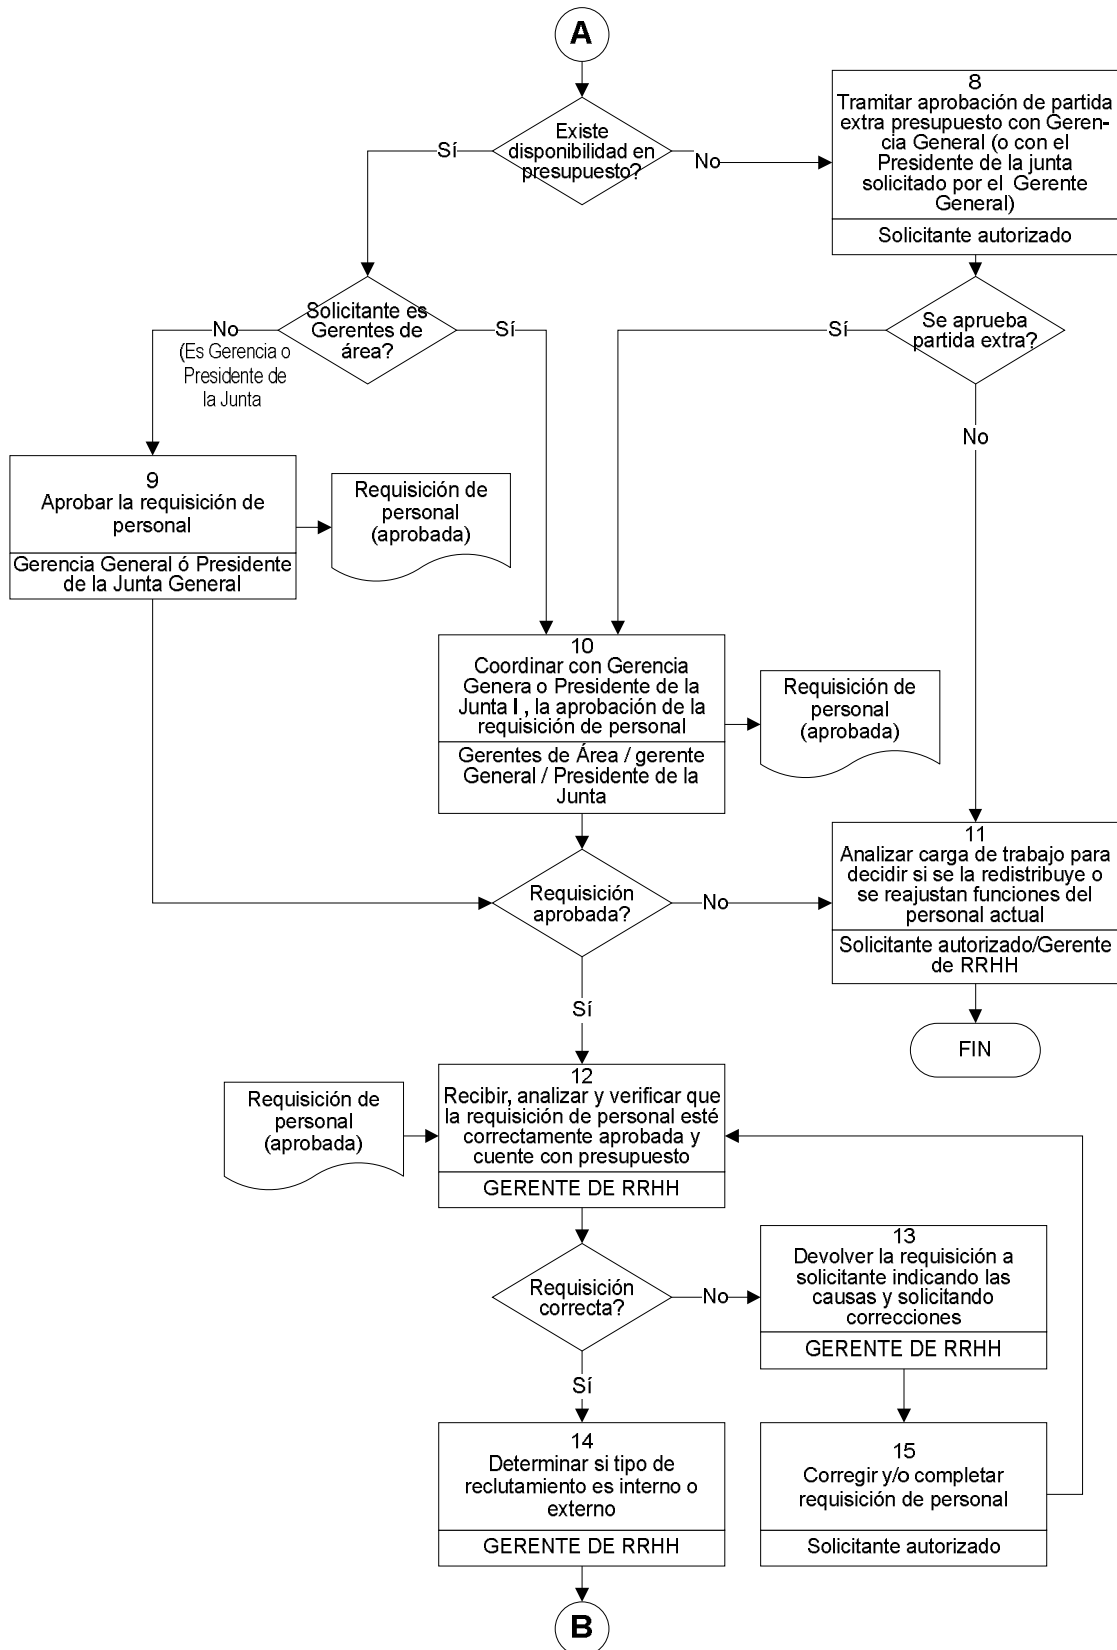 A
Existe
disponibilidad en
presupuesto?
Sí
No
8
Tramitar aprobación de partida
extra presupuesto con Geren-
cia General (o con el
Presidente de la junta
solicitado por el Gerente
General)
Solicitante autorizado
Solicitante es
Gerentes de
área?
No
(Es Gerencia o
Presidente de
la Junta
Sí
Se aprueba
partida extra?
Sí
No
9
Aprobar la requisición de
personal
Gerencia General ó Presidente
de la Junta General
Requisición de
personal
(aprobada)
10
Coordinar con Gerencia
Genera o Presidente de la
Junta l , la aprobación de la
requisición de personal
Gerentes de Área / gerente
General / Presidente de la
Junta
Requisición de
personal
(aprobada)
Requisición
aprobada?
No
Sí
11
Analizar carga de trabajo para
decidir si se la redistribuye o
se reajustan funciones del
personal actual
Solicitante autorizado/Gerente
de RRHH
FIN
Requisición de
personal
(aprobada)
12
Recibir, analizar y verificar que
la requisición de personal esté
correctamente aprobada y
cuente con presupuesto
GERENTE DE RRHH
Requisición
correcta?
No
Sí
13
Devolver la requisición a
solicitante indicando las
causas y solicitando
correcciones
GERENTE DE RRHH
14
Determinar si tipo de
reclutamiento es interno o
externo
GERENTE DE RRHH
15
Corregir y/o completar
requisición de personal
Solicitante autorizado
B